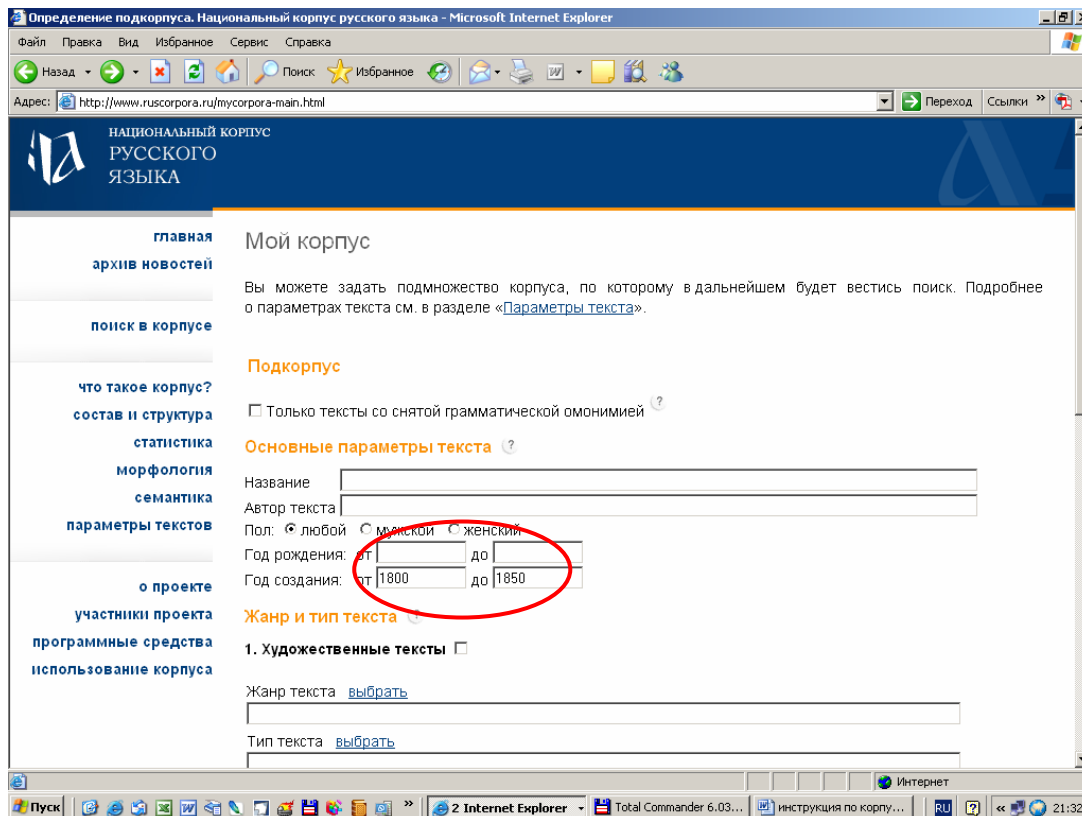 Определение подкорпуса. Национальный корпус русского языка - Microsoft Internet Explorer
Файл Правка Вид Избранное Сервис Справка
Назад Поиск Избранное
Адрес: http://www.ruscorpora.ru/mycorpora-main.html Переход Ссылки »
НАЦИОНАЛЬНЫЙ КОРПУС
РУССКОГО
ЯЗЫКА
главная
архив новостей
поиск в корпусе
что такое корпус?
состав и структура
статистика
морфология
семантика
параметры текстов
о проекте
участники проекта
программные средства
использование корпуса
Мой корпус
Вы можете задать подмножество корпуса, по которому в дальнейшем будет вестись поиск. Подробнее
о параметрах текста см. в разделе «Параметры текста».
Подкорпус
Только тексты со снятой грамматической омонимией ?
Основные параметры текста ?
Название
Автор текста
Пол: любой мужской женский
Год рождения: от до
Год создания: от 1800 до 1850
Жанр и тип текста ?
1. Художественные тексты
Жанр текста выбрать
Тип текста выбрать
Интернет
Пуск » 2 Internet Explorer Total Commander 6.03... инструкция по корпу... RU ? « 21:32